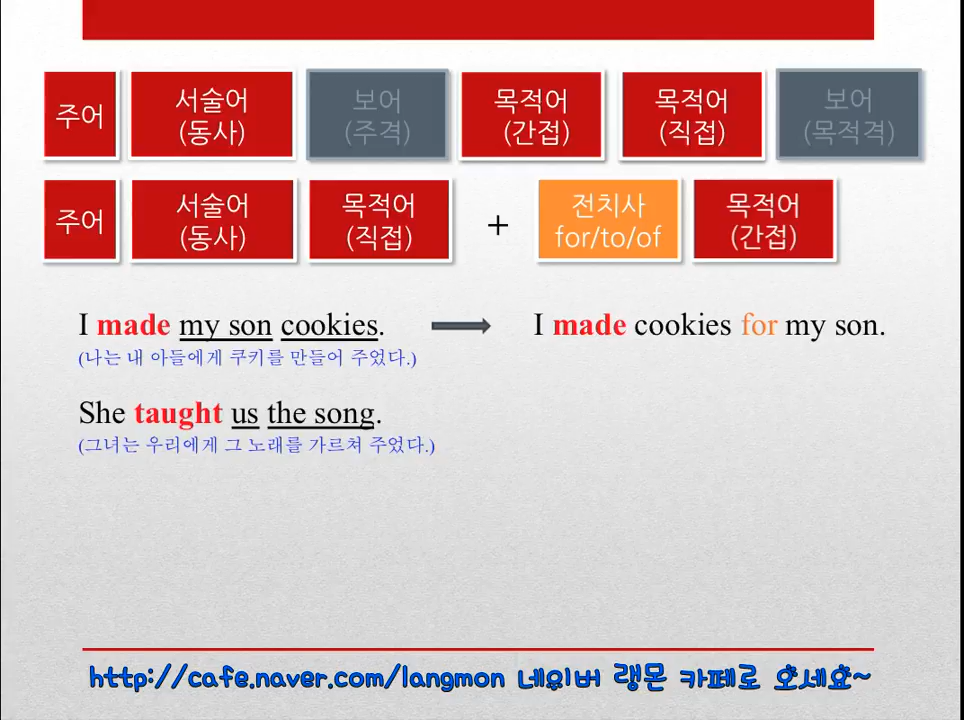 주어 서술어 (동사) 보어 (주격) 목적어 (간접) 목적어 (직접) 보어 (목적격)
주어 서술어 (동사) 목적어 (직접) + 전치사 for/to/of 목적어 (간접)
I made my son cookies. I made cookies for my son.
(나는 내 아들에게 쿠키를 만들어 주었다.)
She taught us the song.
(그녀는 우리에게 그 노래를 가르쳐 주었다.)
http://cafe.naver.com/langmon 네이버 랭몬 카페로 오세요~